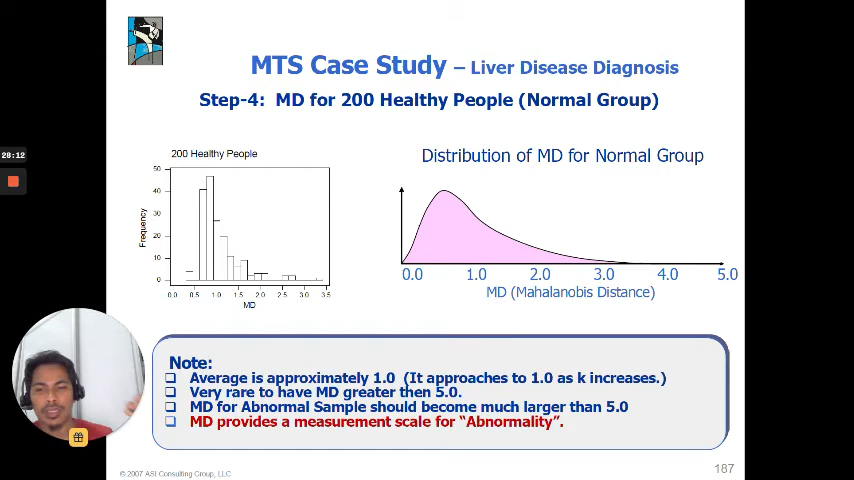 MTS Case Study – Liver Disease Diagnosis
Step-4: MD for 200 Healthy People (Normal Group)
28:12
200 Healthy People
50
40
30
20
10
0
Frequency
0.0 0.5 1.0 1.5 2.0 2.5 3.0 3.5
MD
Distribution of MD for Normal Group
0.0 1.0 2.0 3.0 4.0 5.0
MD (Mahalanobis Distance)
Note:
Average is approximately 1.0 (It approaches to 1.0 as k increases.)
Very rare to have MD greater then 5.0.
MD for Abnormal Sample should become much larger than 5.0
MD provides a measurement scale for “Abnormality”.
© 2007 ASI Consulting Group, LLC
187